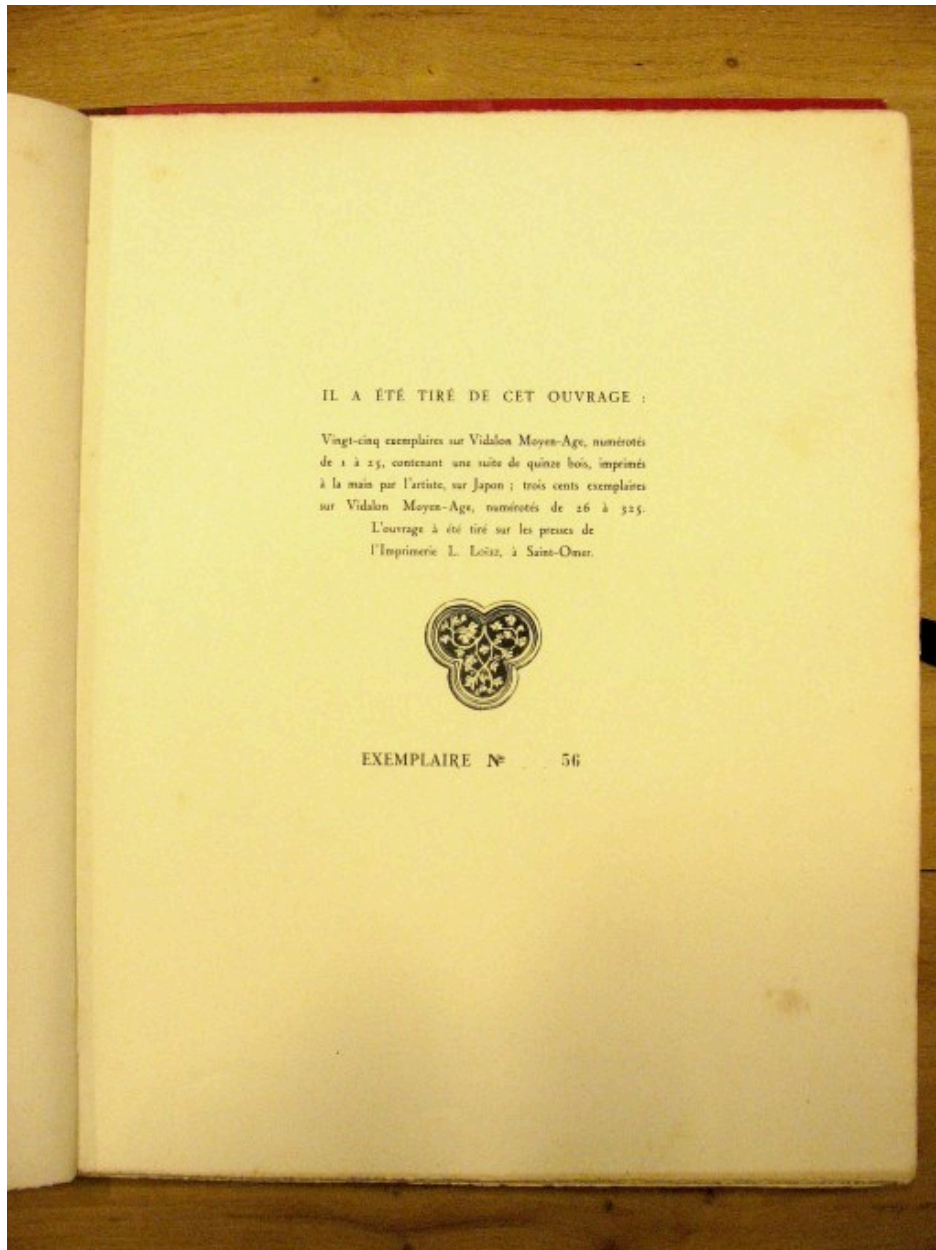 IL A ÉTÉ TIRÉ DE CET OUVRAGE :
Vingt-cinq exemplaires sur Vidalon Moyen-Age, numérotés
de 1 à 25, contenant une suite de quinze bois, imprimés
à la main par l'artiste, sur Japon ; trois cents exemplaires
sur Vidalon Moyen-Age, numérotés de 26 à 325.
L'ouvrage à été tiré sur les presses de
l'Imprimerie L. Loïez, à Saint-Omer.
EXEMPLAIRE Nº 56